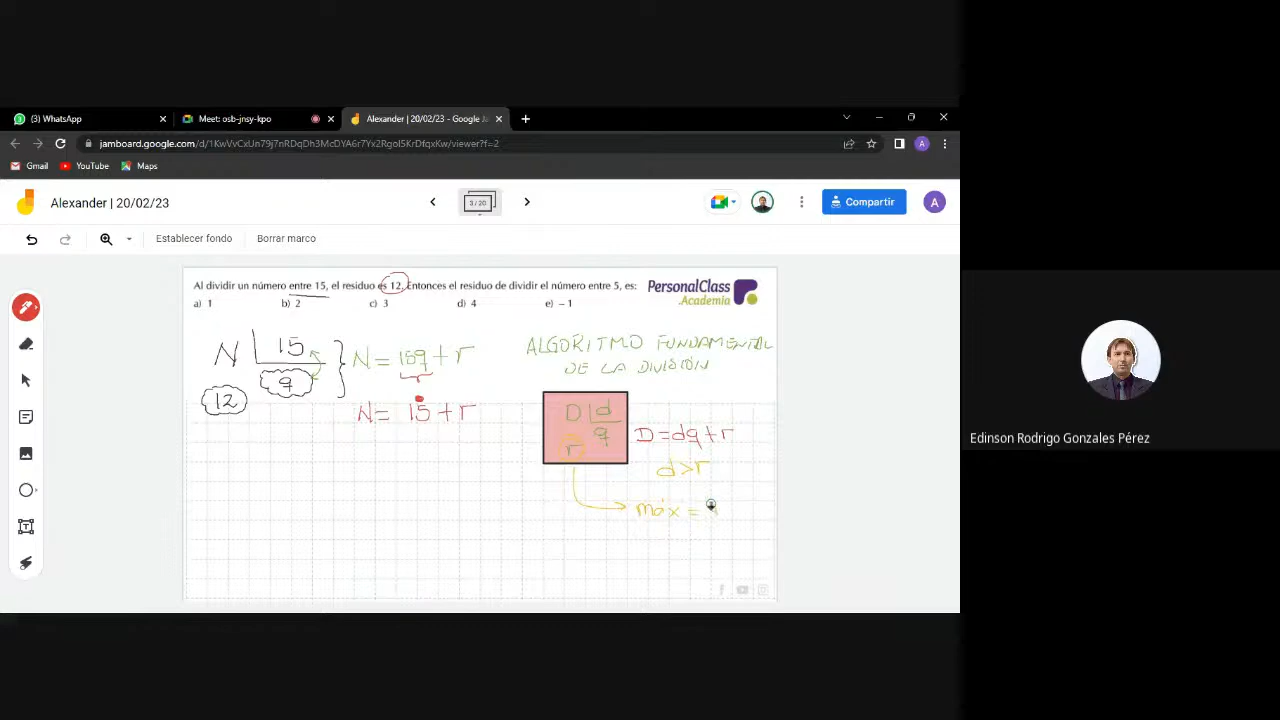 (3) WhatsApp
Meet: osb-jnsy-kpo
Alexander | 20/02/23 - Google Ja
jamboard.google.com/d/1KwVvCxUn79j7nRDqDh3McDYA6r7Yx2RgoI5KrDfqxKw/viewer?f=2
A
Gmail
YouTube
Maps
Alexander | 20/02/23
3 / 20
Compartir
A
Establecer fondo
Borrar marco
Al dividir un número entre 15, el residuo es 12. Entonces el residuo de dividir el número entre 5, es:
a) 1 b) 2 c) 3 d) 4 e) – 1
PersonalClass
.Academia
N 15
q
12
N = 15q + r
N = 15 + r
ALGORITMO FUNDAMENTAL
DE LA DIVISIÓN
D d
q
r
D = dq + r
d > r
máx =
Edinson Rodrigo Gonzales Pérez